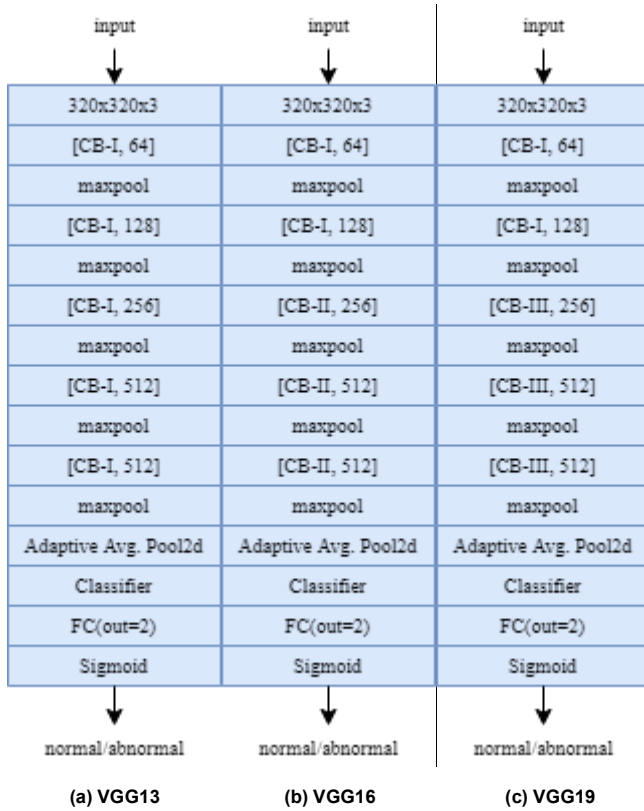 input input input
320x320x3 320x320x3 320x320x3
[CB-I, 64] [CB-I, 64] [CB-I, 64]
maxpool maxpool maxpool
[CB-I, 128] [CB-I, 128] [CB-I, 128]
maxpool maxpool maxpool
[CB-I, 256] [CB-II, 256] [CB-III, 256]
maxpool maxpool maxpool
[CB-I, 512] [CB-II, 512] [CB-III, 512]
maxpool maxpool maxpool
[CB-I, 512] [CB-II, 512] [CB-III, 512]
maxpool maxpool maxpool
Adaptive Avg. Pool2d Adaptive Avg. Pool2d Adaptive Avg. Pool2d
Classifier Classifier Classifier
FC(out=2) FC(out=2) FC(out=2)
Sigmoid Sigmoid Sigmoid
normal/abnormal normal/abnormal normal/abnormal
(a) VGG13 (b) VGG16 (c) VGG19